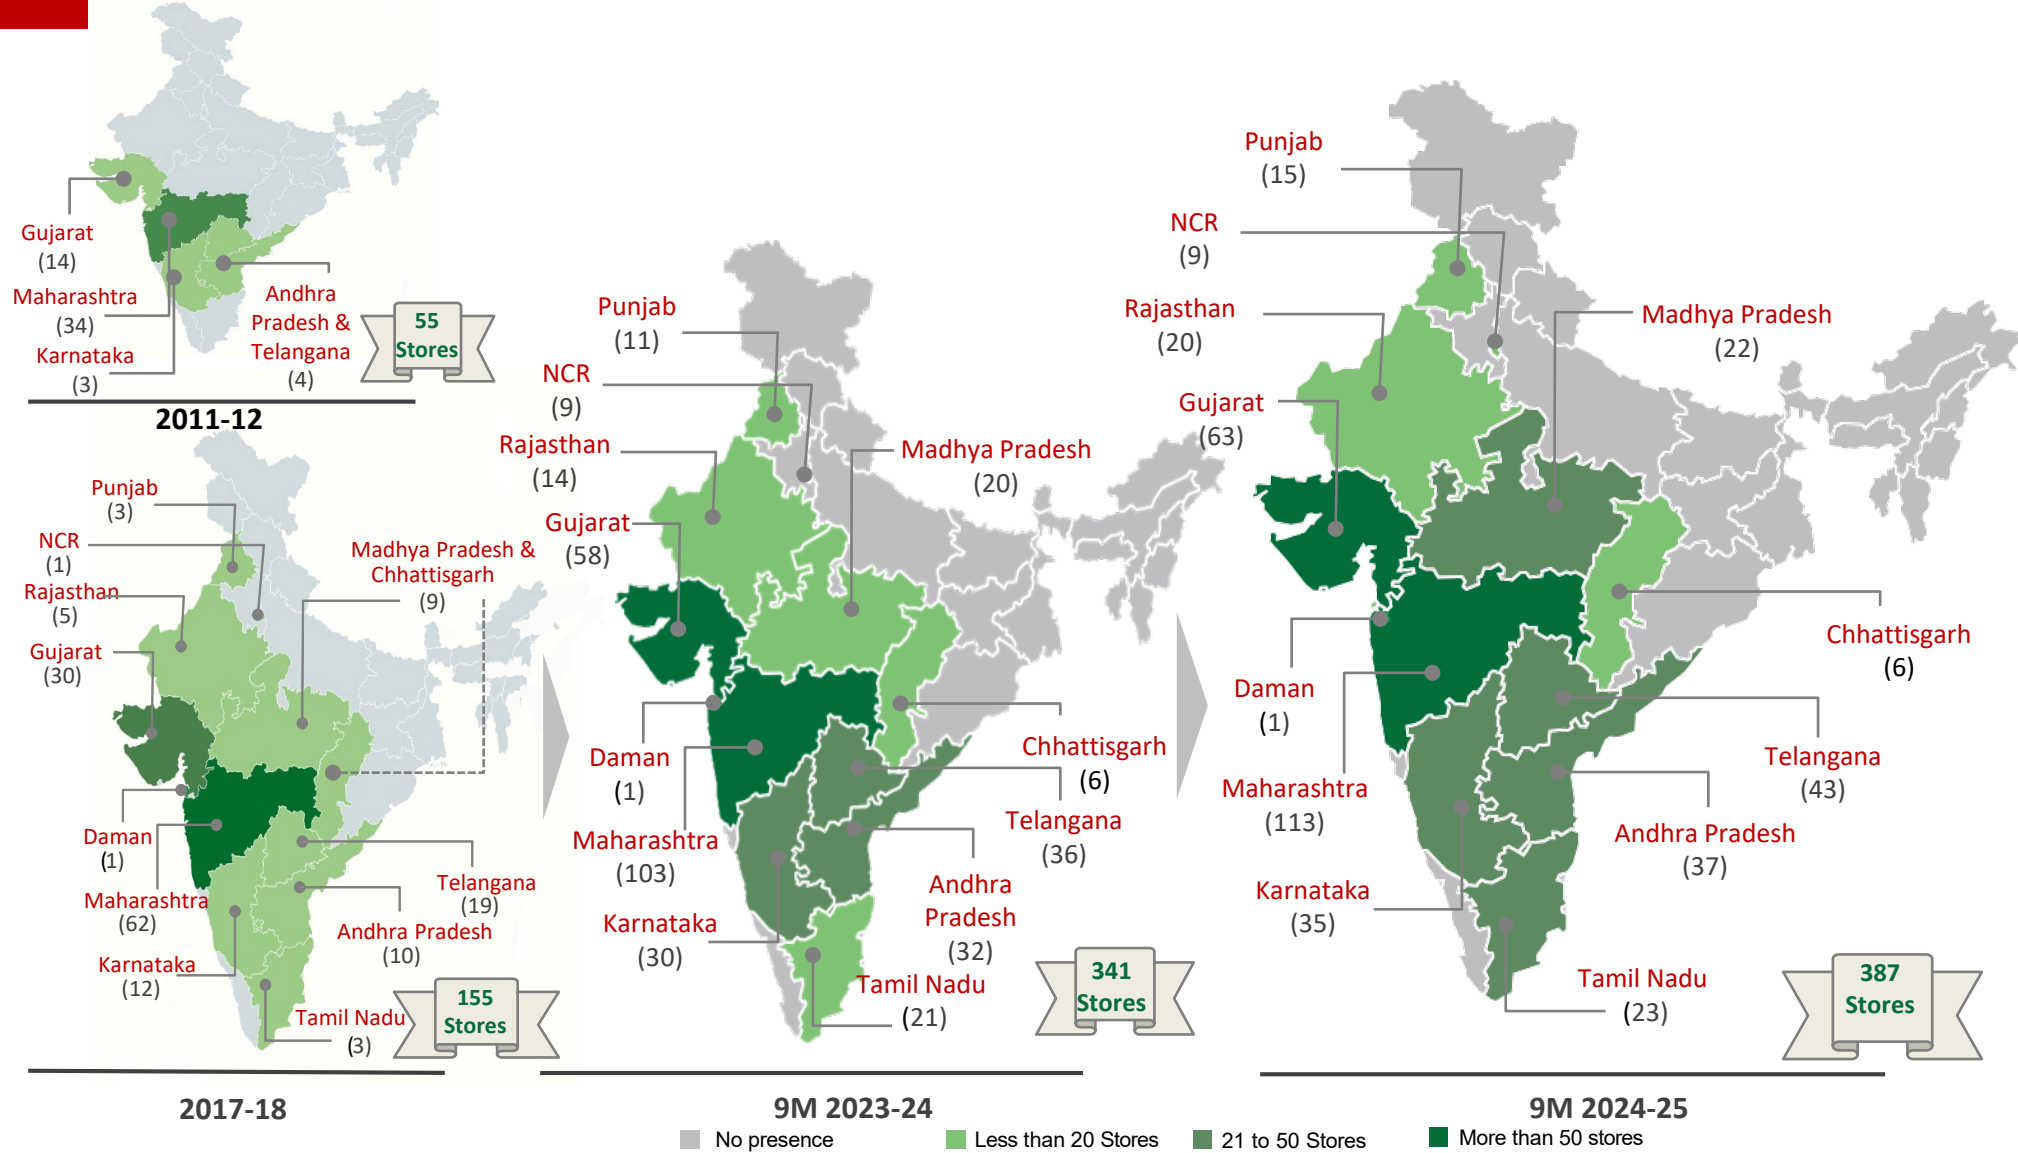 Gujarat
(14)
Maharashtra
(34)
Karnataka
(3)
Andhra
Pradesh &
Telangana
(4)
55
Stores
2011-12
Punjab
(3)
NCR
(1)
Rajasthan
(5)
Gujarat
(30)
Madhya Pradesh &
Chhattisgarh
(9)
Daman
(1)
Maharashtra
(62)
Karnataka
(12)
Telangana
(19)
Andhra Pradesh
(10)
Tamil Nadu
(3)
155
Stores
2017-18
Punjab
(11)
NCR
(9)
Rajasthan
(14)
Gujarat
(58)
Madhya Pradesh
(20)
Daman
(1)
Maharashtra
(103)
Karnataka
(30)
Chhattisgarh
(6)
Telangana
(36)
Andhra
Pradesh
(32)
Tamil Nadu
(21)
341
Stores
9M 2023-24
Punjab
(15)
NCR
(9)
Rajasthan
(20)
Gujarat
(63)
Madhya Pradesh
(22)
Chhattisgarh
(6)
Daman
(1)
Maharashtra
(113)
Karnataka
(35)
Telangana
(43)
Andhra Pradesh
(37)
Tamil Nadu
(23)
387
Stores
9M 2024-25
No presence
Less than 20 Stores
21 to 50 Stores
More than 50 stores